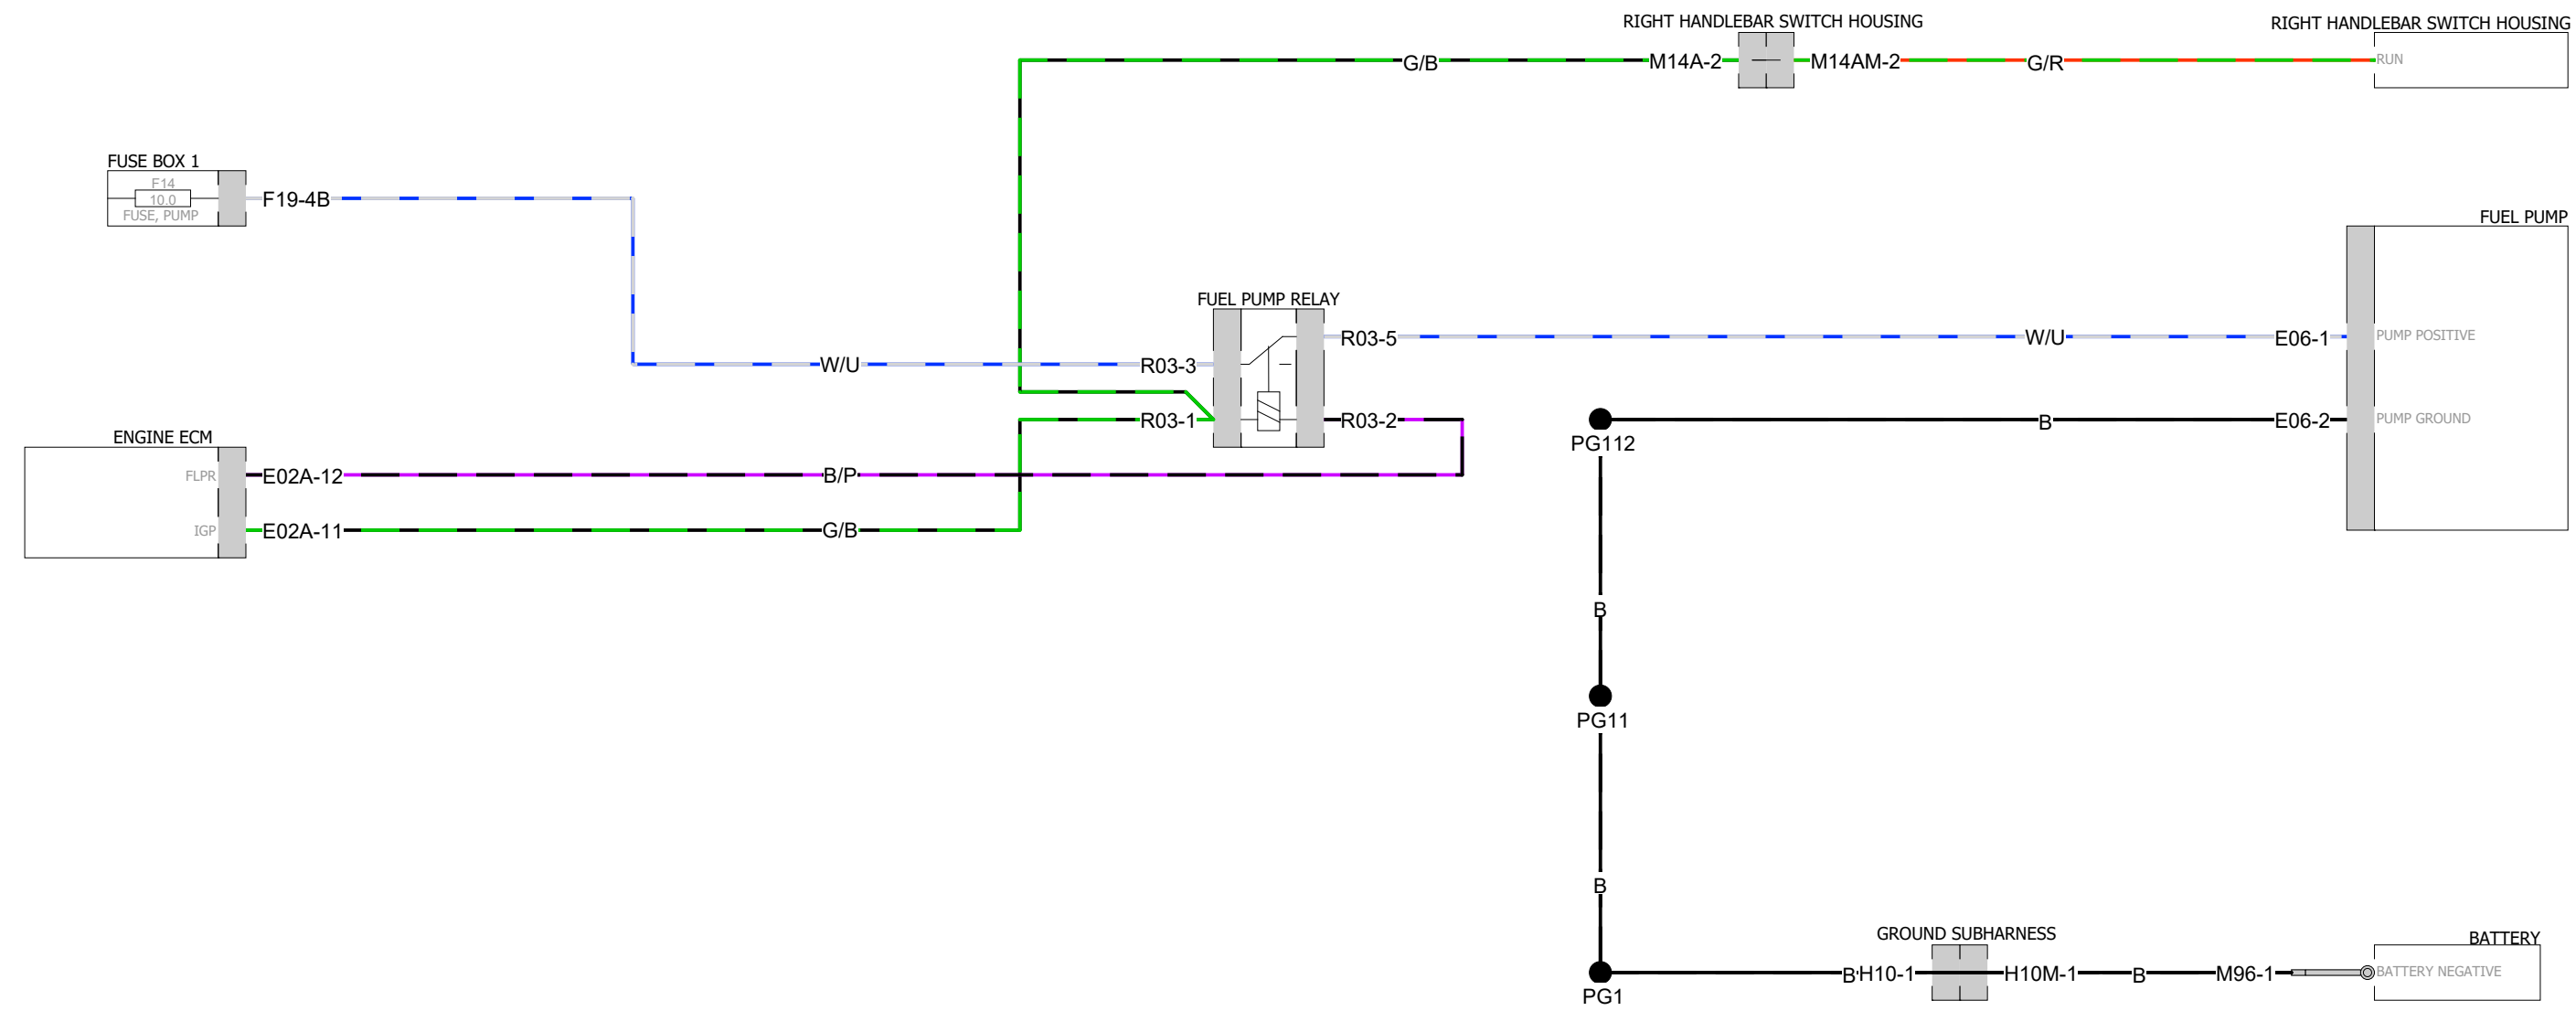 RIGHT HANDLEBAR SWITCH HOUSING
RIGHT HANDLEBAR SWITCH HOUSING
G/B
M14A-2
M14AM-2
G/R
RUN
FUSE BOX 1
F14
10.0
FUSE, PUMP
F19-4B
FUEL PUMP
FUEL PUMP RELAY
R03-5
W/U
E06-1
PUMP POSITIVE
W/U
R03-3
R03-1
R03-2
PG112
B
E06-2
PUMP GROUND
ENGINE ECM
FLPR
E02A-12
B/P
IGP
E02A-11
G/B
B
PG11
B
GROUND SUBHARNESS
BATTERY
PG1
B
H10-1
H10M-1
B
M96-1
BATTERY NEGATIVE